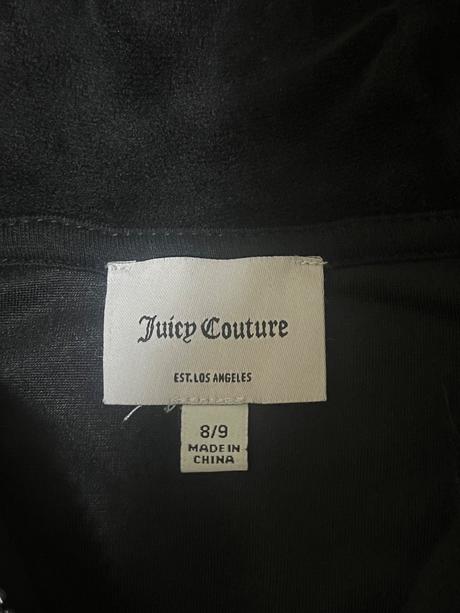 Juicy Couture
EST. LOS ANGELES
8/9
MADE IN
CHINA